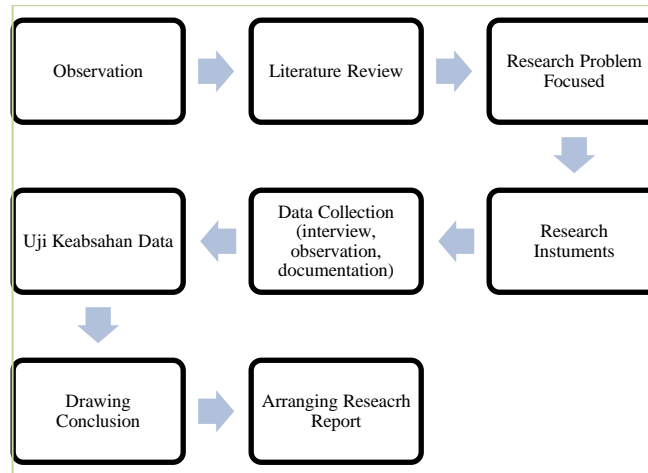 Observation
Literature Review
Research Problem
Focused
Research
Instuments
Data Collection
(interview,
observation,
documentation)
Uji Keabsahan Data
Drawing
Conclusion
Arranging Reseacrh
Report